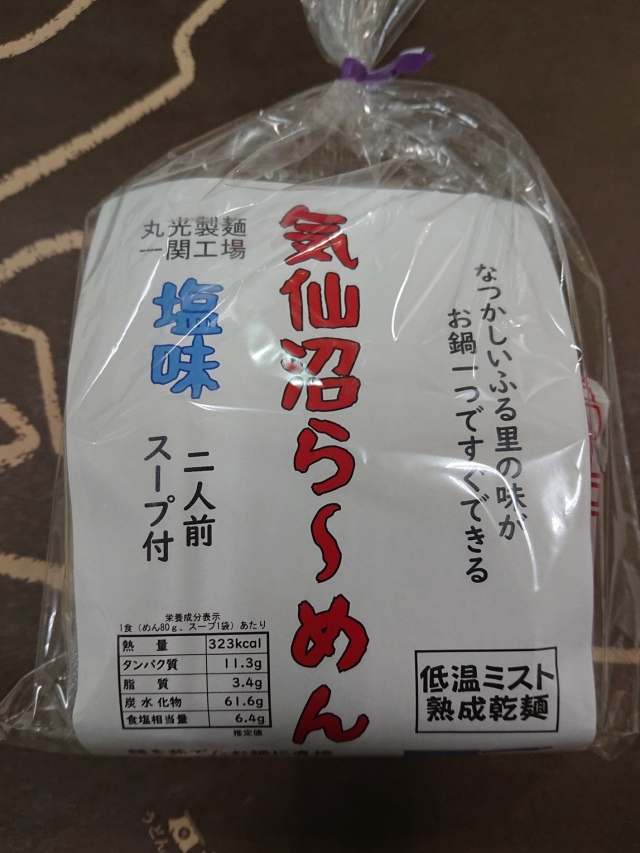 なつかしいふる里の味が
お鍋一つですぐできる
気仙沼ら〜めん
丸光製麺
一関工場
塩味
二人前
スープ付
低温ミスト
熟成乾麺
栄養成分表示
1食（めん80g、スープ1袋）あたり
熱量 323kcal
タンパク質 11.3g
脂質 3.4g
炭水化物 61.6g
食塩相当量 6.4g
推定値
うどん